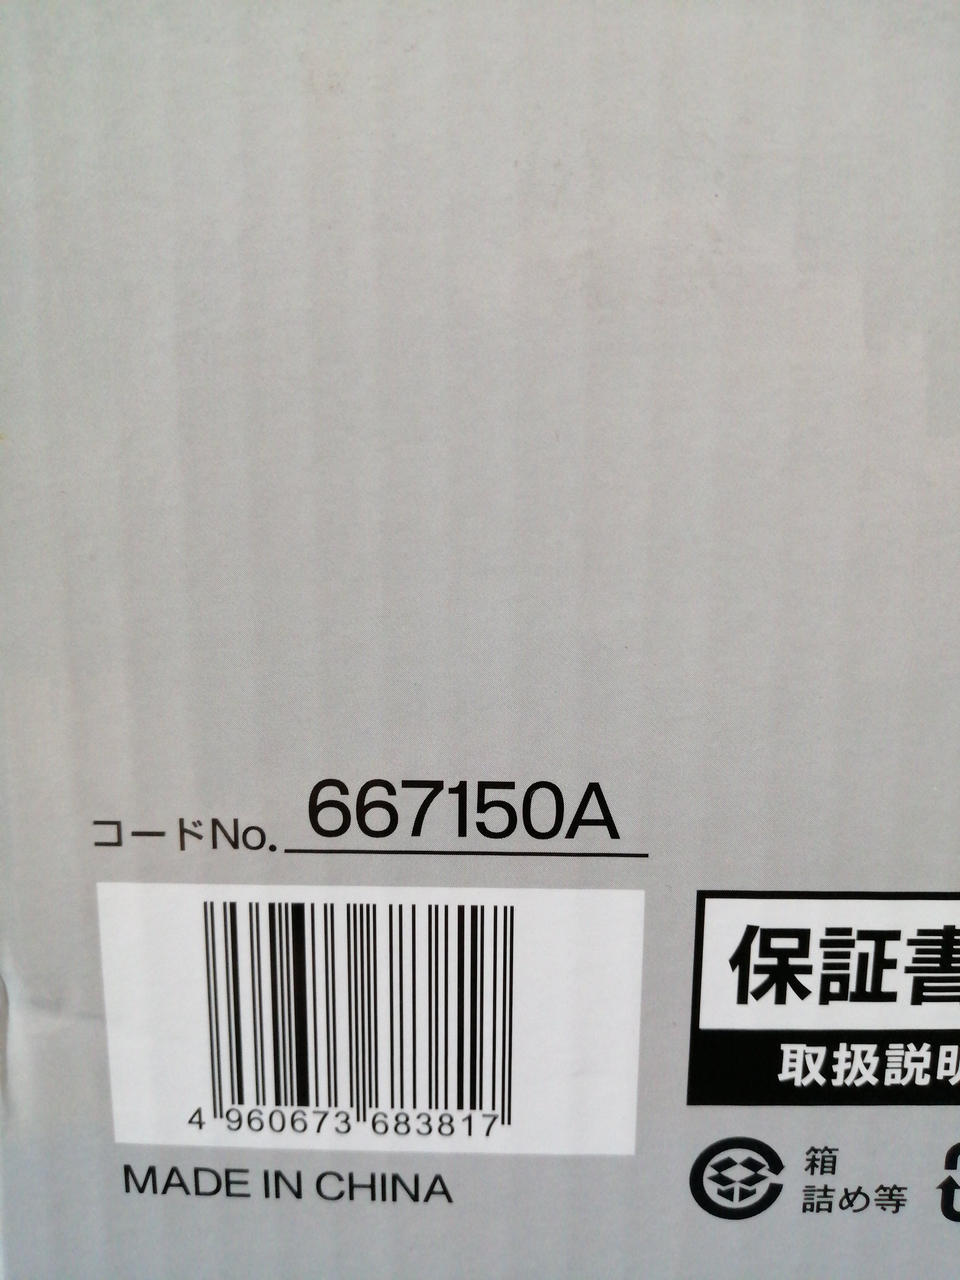 コードNo. 667150A
4 960673 683817
MADE IN CHINA
保証書
取扱説明
箱
詰め等